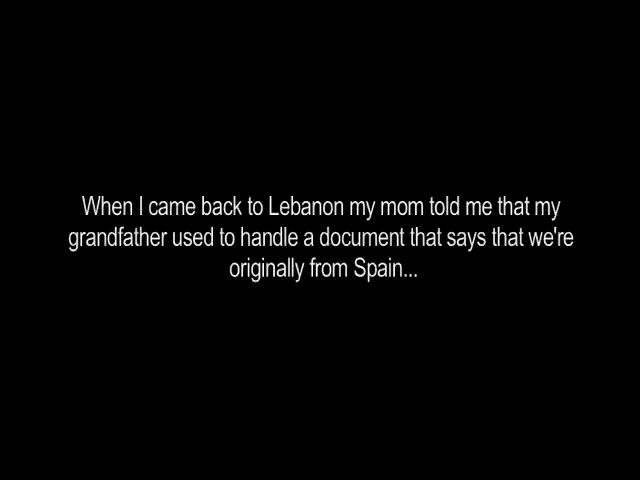 When I came back to Lebanon my mom told me that my
grandfather used to handle a document that says that we're
originally from Spain...